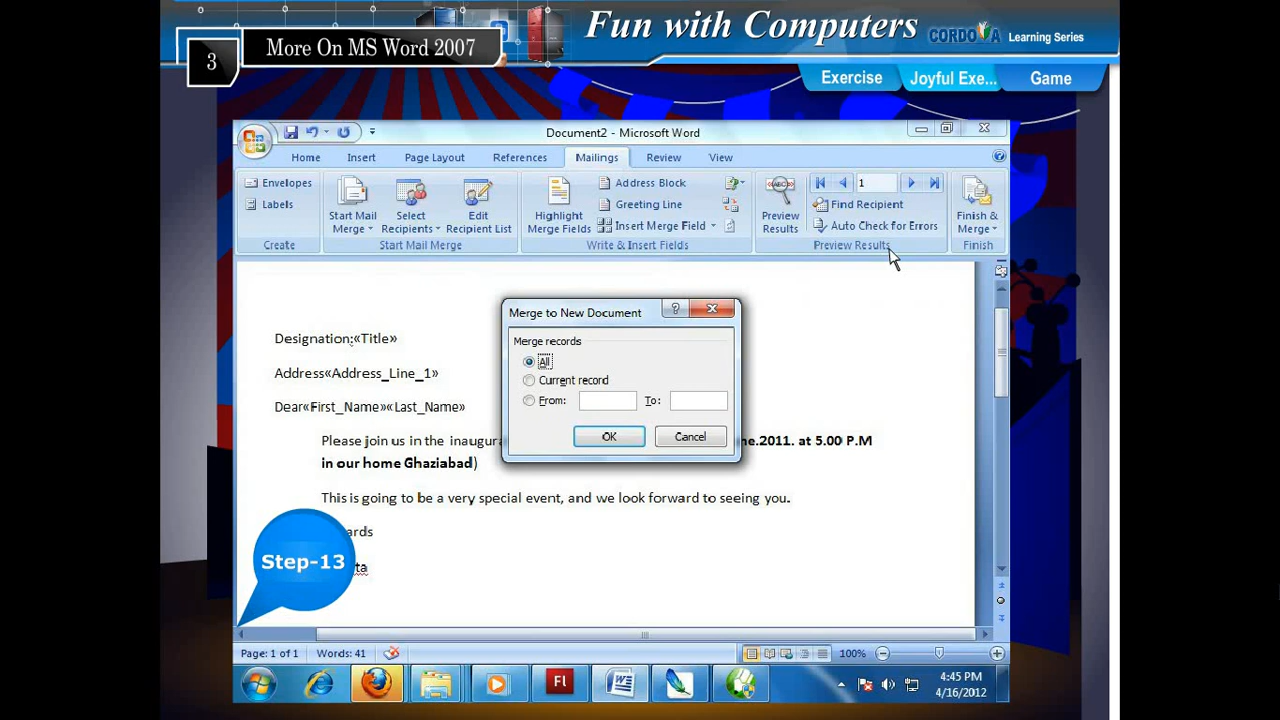 Fun with Computers
CORDOVA Learning Series
3
More On MS Word 2007
Exercise
Joyful Exe...
Game
Document2 - Microsoft Word
Home Insert Page Layout References Mailings Review View
Envelopes
Labels
Create
Start Mail Merge
Select Recipients
Edit Recipient List
Start Mail Merge
Highlight Merge Fields
Address Block
Greeting Line
Insert Merge Field
Write & Insert Fields
ABC
Preview Results
1
Find Recipient
Auto Check for Errors
Preview Results
Finish & Merge
Finish
Merge to New Document
?
Merge records
All
Current record
From: To:
OK Cancel
Designation:«Title»
Address«Address_Line_1»
Dear«First_Name»«Last_Name»
Please join us in the inaugura ne.2011. at 5.00 P.M
in our home Ghaziabad)
This is going to be a very special event, and we look forward to seeing you.
ards
ta
Step-13
Page: 1 of 1 Words: 41 100%
Fl
4:45 PM
4/16/2012